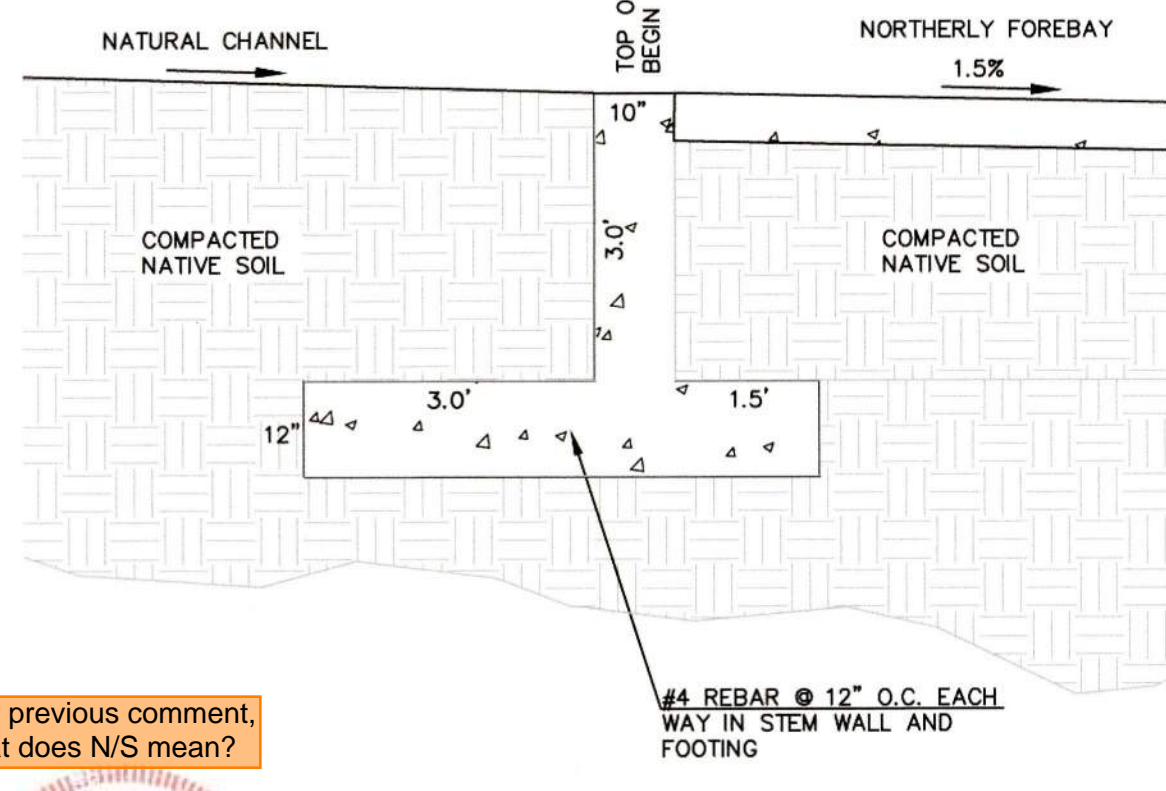 NATURAL CHANNEL
TOP O
BEGIN
NORTHERLY FOREBAY
1.5%
10"
COMPACTED
NATIVE SOIL
3.0'
COMPACTED
NATIVE SOIL
3.0'
1.5'
12"
#4 REBAR @ 12" O.C. EACH
WAY IN STEM WALL AND
FOOTING
previous comment,
does N/S mean?